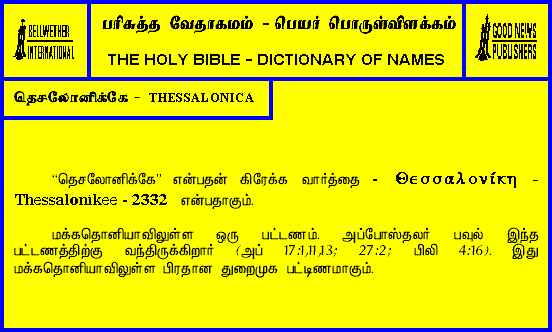 BELLWETHER
INTERNATIONAL
பரிசுத்த வேதாகமம் - பெயர் பொருள்விளக்கம்
THE HOLY BIBLE - DICTIONARY OF NAMES
GOOD NEWS
PUBLISHERS
தெசலோனிக்கே - THESSALONICA
“தெசலோனிக்கே” என்பதன் கிரேக்க வார்த்தை - Θεσσαλονίκη -
Thessalonikee - 2332 என்பதாகும்.
மக்கதொனியாவிலுள்ள ஒரு பட்டணம். அப்போஸ்தலர் பவுல் இந்த
பட்டணத்திற்கு வந்திருக்கிறார் (அப் 17:1,11,13; 27:2; பிலி 4:16). இது
மக்கதொனியாவிலுள்ள பிரதான துறைமுக பட்டிணமாகும்.